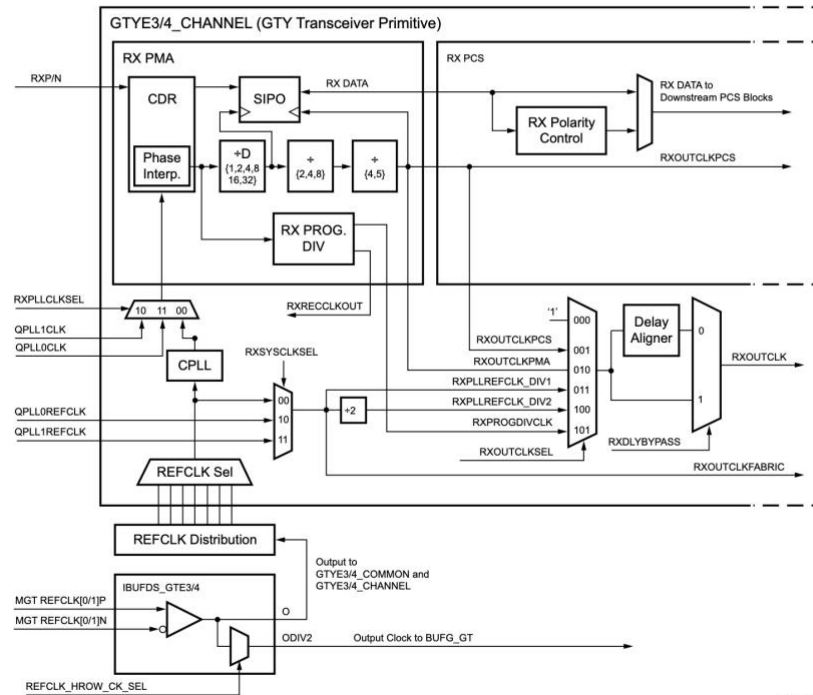 GTYE3/4_CHANNEL (GTY Transceiver Primitive)
RX PMA
RX PCS
RXP/N
CDR
SIPO
RX DATA
RX DATA to
Downstream PCS Blocks
RX Polarity
Control
Phase
Interp.
÷D
{1,2,4,8
16,32}
÷
{2,4,8}
÷
{4,5}
RXOUTCLKPCS
RX PROG.
DIV
RXRECCLKOUT
RXPLLCLKSEL
10 11 00
QPLL1CLK
QPLL0CLK
CPLL
RXSYSCLKSEL
00
10
11
QPLL0REFCLK
QPLL1REFCLK
÷2
'1'
RXOUTCLKPCS
RXOUTCLKPMA
RXPLLREFCLK_DIV1
RXPLLREFCLK_DIV2
RXPROGDIVCLK
000
001
010
011
100
101
RXOUTCLKSEL
Delay
Aligner
0
1
RXOUTCLK
RXDLYBYPASS
RXOUTCLKFABRIC
REFCLK Sel
REFCLK Distribution
Output to
GTYE3/4_COMMON and
GTYE3/4_CHANNEL
IBUFDS_GTE3/4
MGT REFCLK[0/1]P
MGT REFCLK[0/1]N
O
ODIV2
Output Clock to BUFG_GT
REFCLK_HROW_CK_SEL